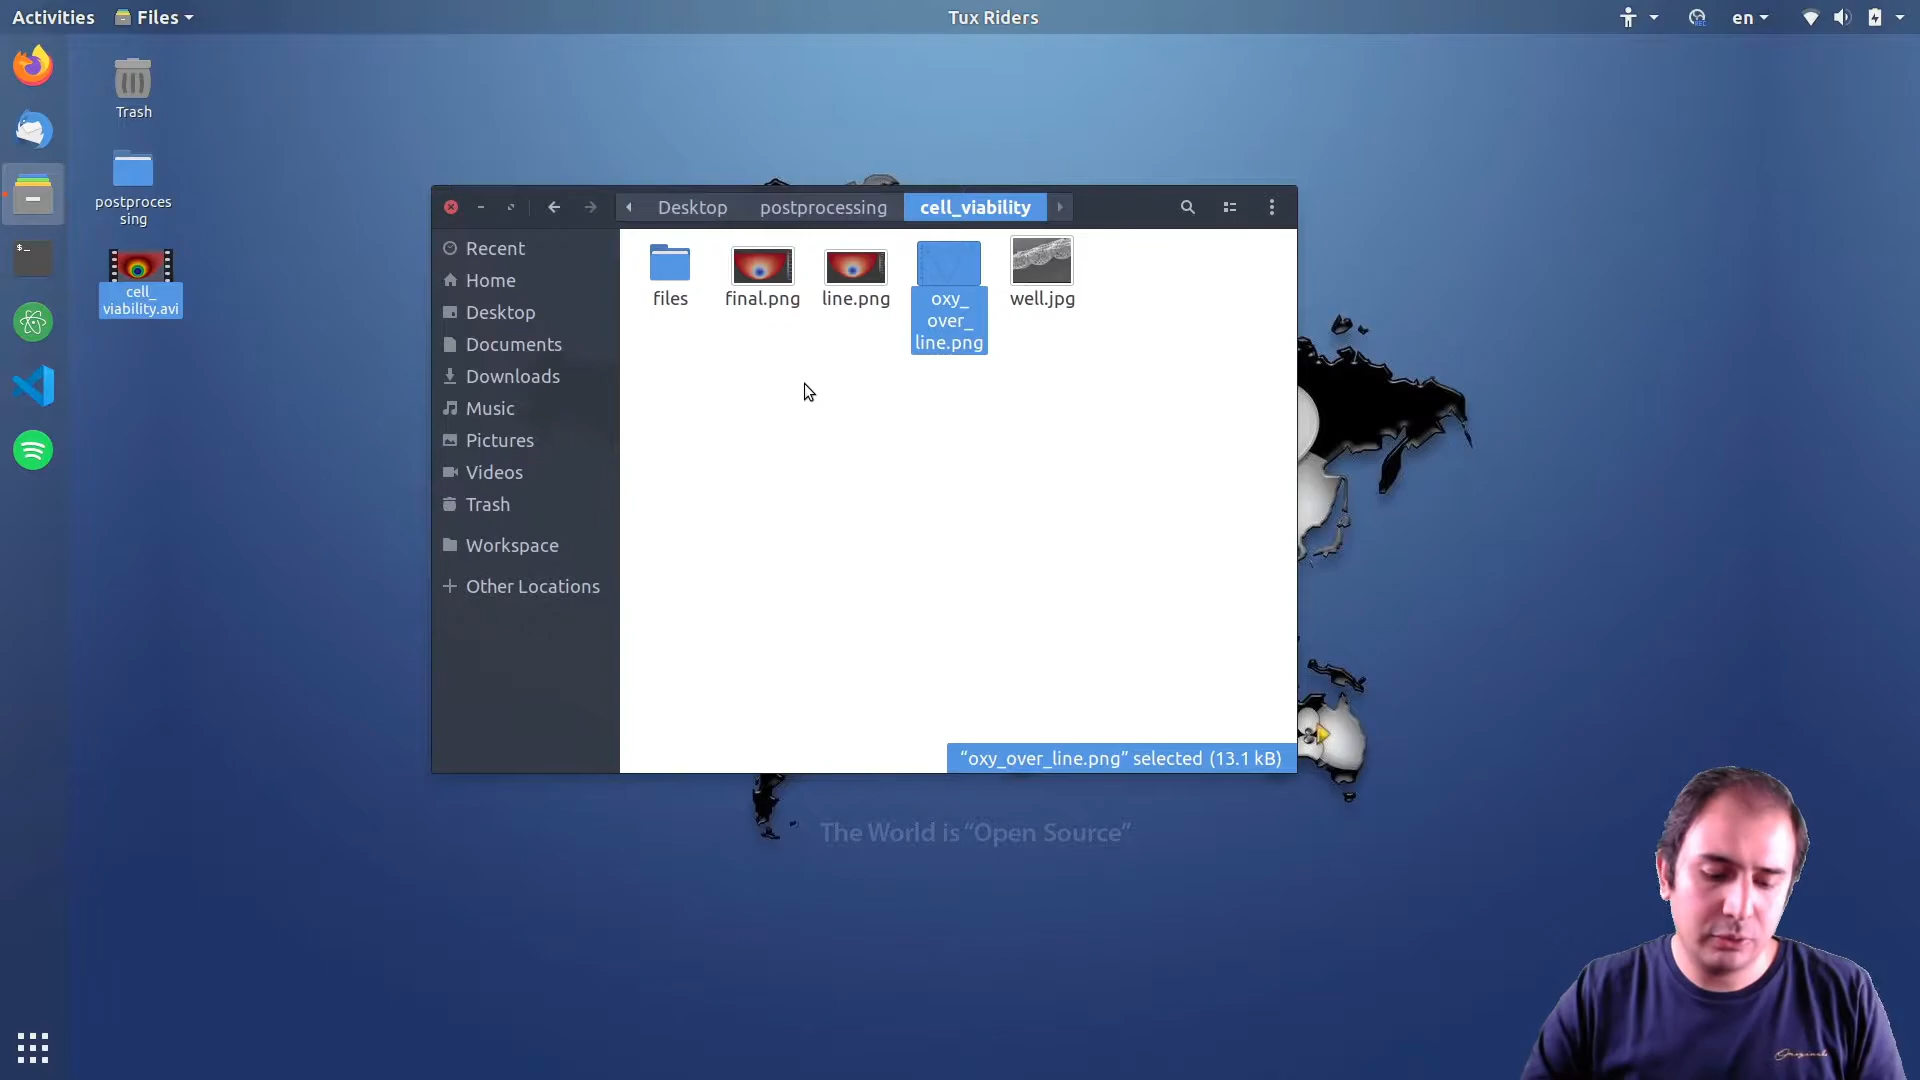 Activities
Files
Tux Riders
en
Trash
postproces
sing
cell_
viability.avi
Desktop
postprocessing
cell_viability
Recent
Home
Desktop
Documents
Downloads
Music
Pictures
Videos
Trash
Workspace
Other Locations
files
final.png
line.png
oxy_
over_
line.png
well.jpg
“oxy_over_line.png” selected (13.1 kB)
The World is “Open Source”